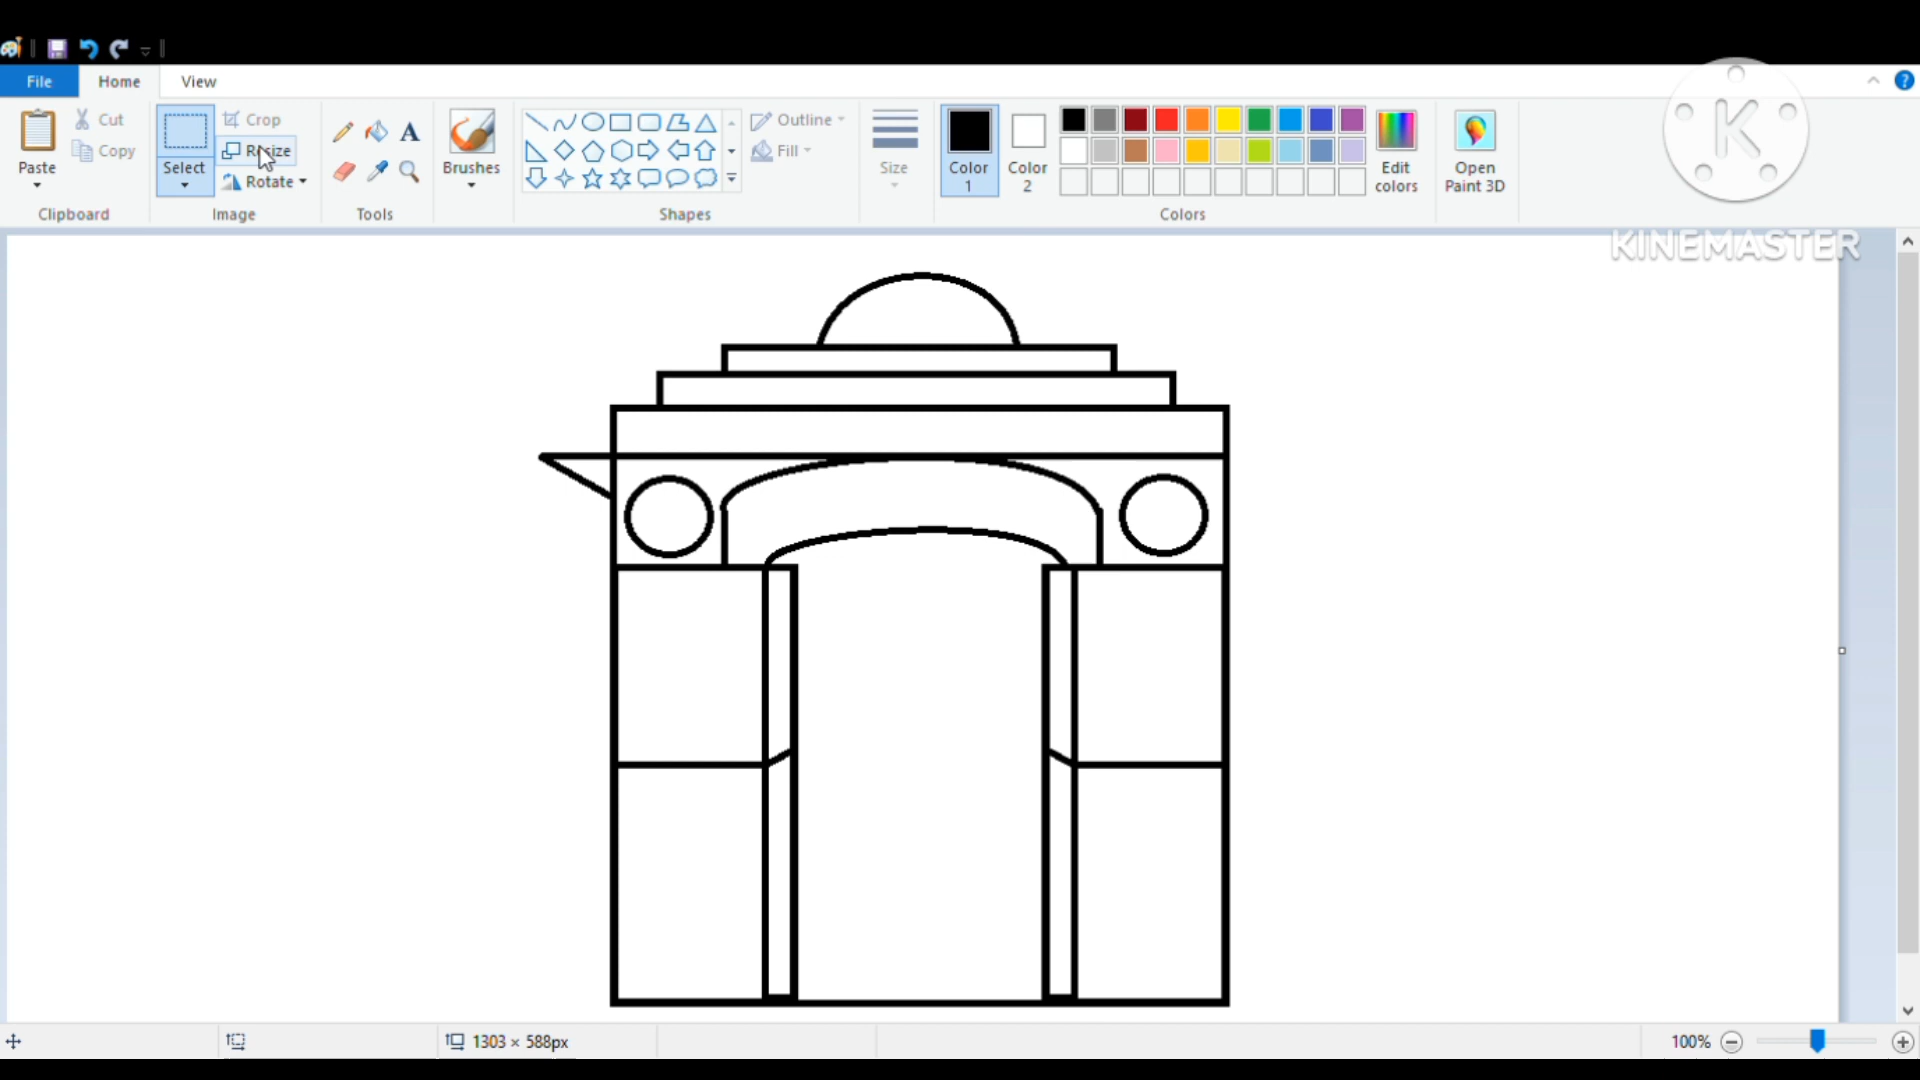 File Home View
Paste
Cut
Copy
Clipboard
Select
Crop
Resize
Rotate
Image
A
Tools
Brushes
Shapes
Outline
Fill
Size
Color
1
Color
2
Colors
Edit
colors
Open
Paint 3D
?
K
KINEMASTER
1303 × 588px
100%